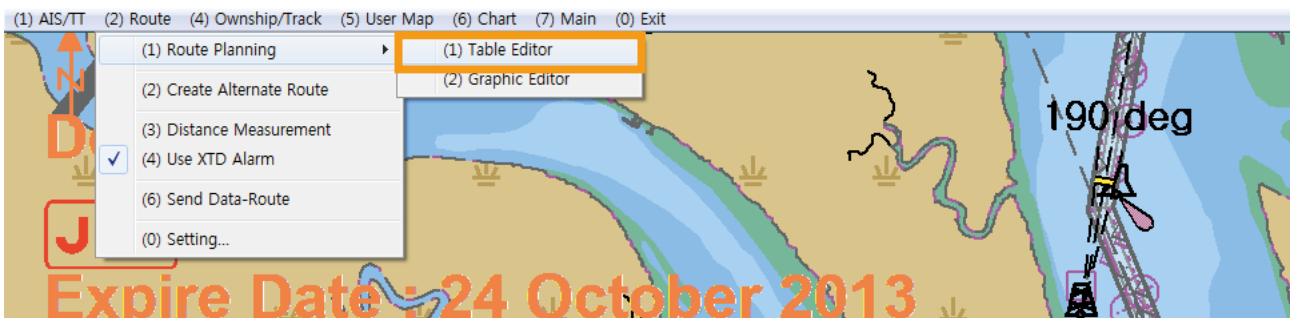 (1) AIS/TT (2) Route (4) Ownship/Track (5) User Map (6) Chart (7) Main (0) Exit
(1) Route Planning
(1) Table Editor
(2) Graphic Editor
(2) Create Alternate Route
(3) Distance Measurement
(4) Use XTD Alarm
(6) Send Data-Route
(0) Setting...
N
190 deg
J
Expire Date : 24 October 2013